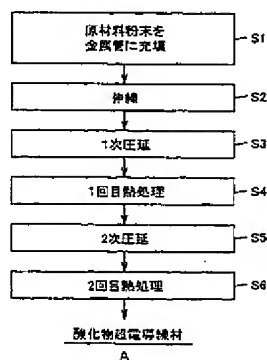 原材料粉末を
金属管に充填
S1
伸線
S2
1次圧延
S3
1回目熱処理
S4
2次圧延
S5
2回目熱処理
S6
酸化物超電導線材
A